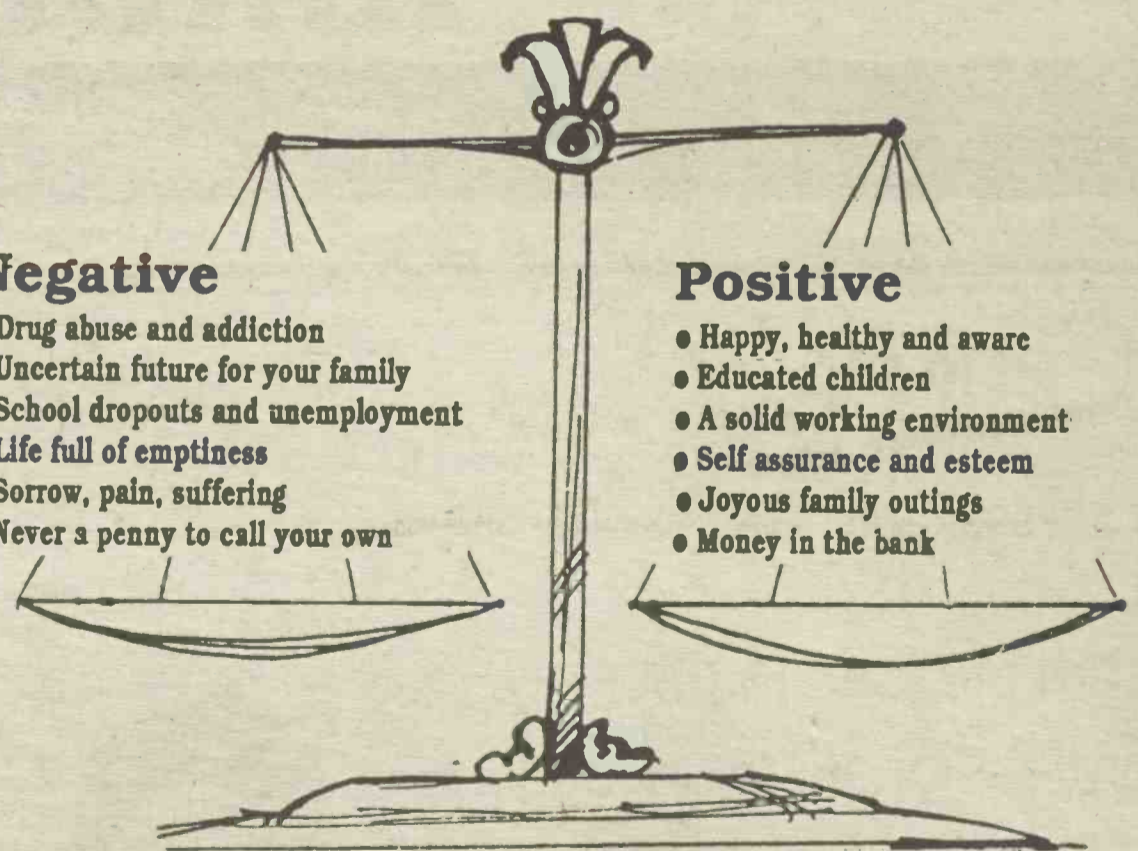 Negative
Drug abuse and addiction
Uncertain future for your family
School dropouts and unemployment
Life full of emptiness
Sorrow, pain, suffering
Never a penny to call your own
Positive
• Happy, healthy and aware
• Educated children
• A solid working environment
• Self assurance and esteem
• Joyous family outings
• Money in the bank